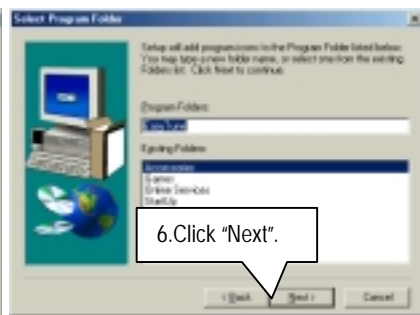 Select Program Folder
Setup will add program icons to the Program Folder listed below.
You may type a new folder name, or select one from the existing
Folders list. Click Next to continue.
Program Folders:
Easy Tune
Existing Folders:
Accessories
Games
Online Services
StartUp
6.Click “Next”.
< Back
Next >
Cancel